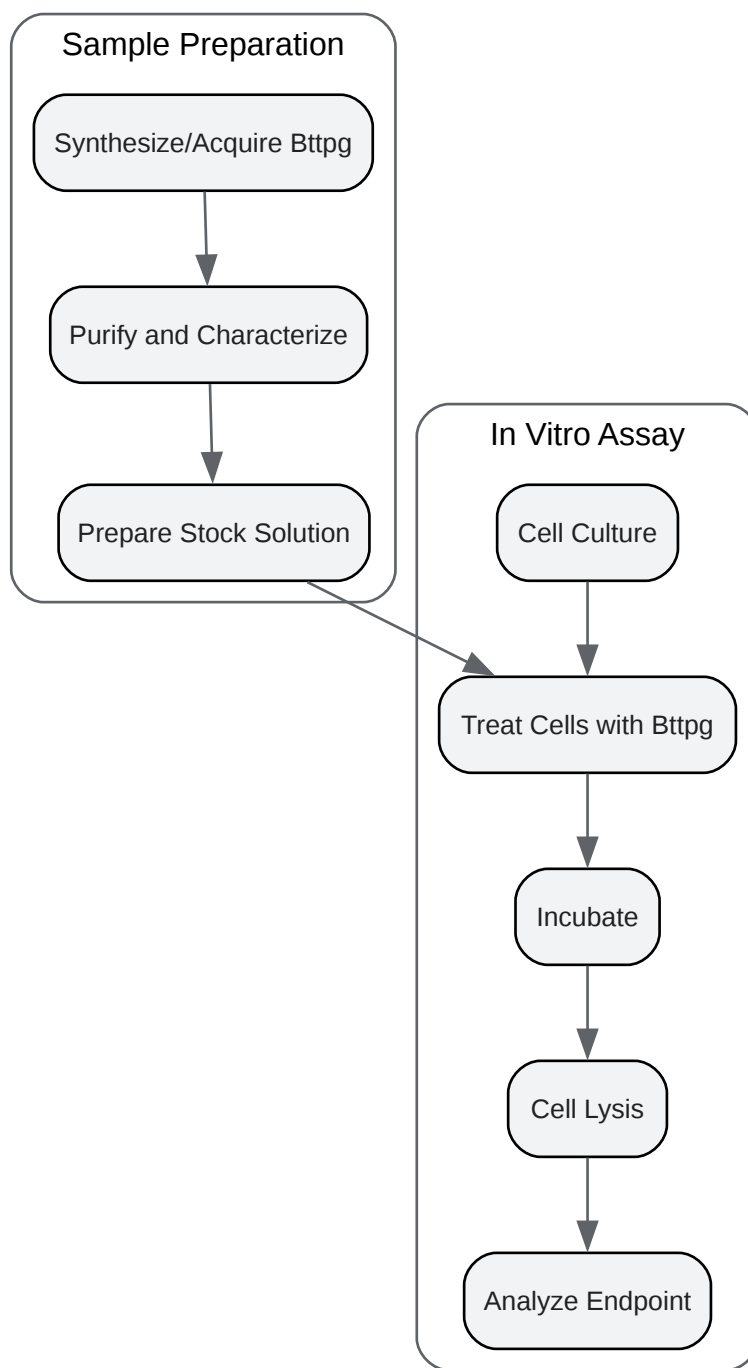 Sample Preparation
Synthesize/Acquire Bttpg
Purify and Characterize
Prepare Stock Solution
In Vitro Assay
Cell Culture
Treat Cells with Bttpg
Incubate
Cell Lysis
Analyze Endpoint